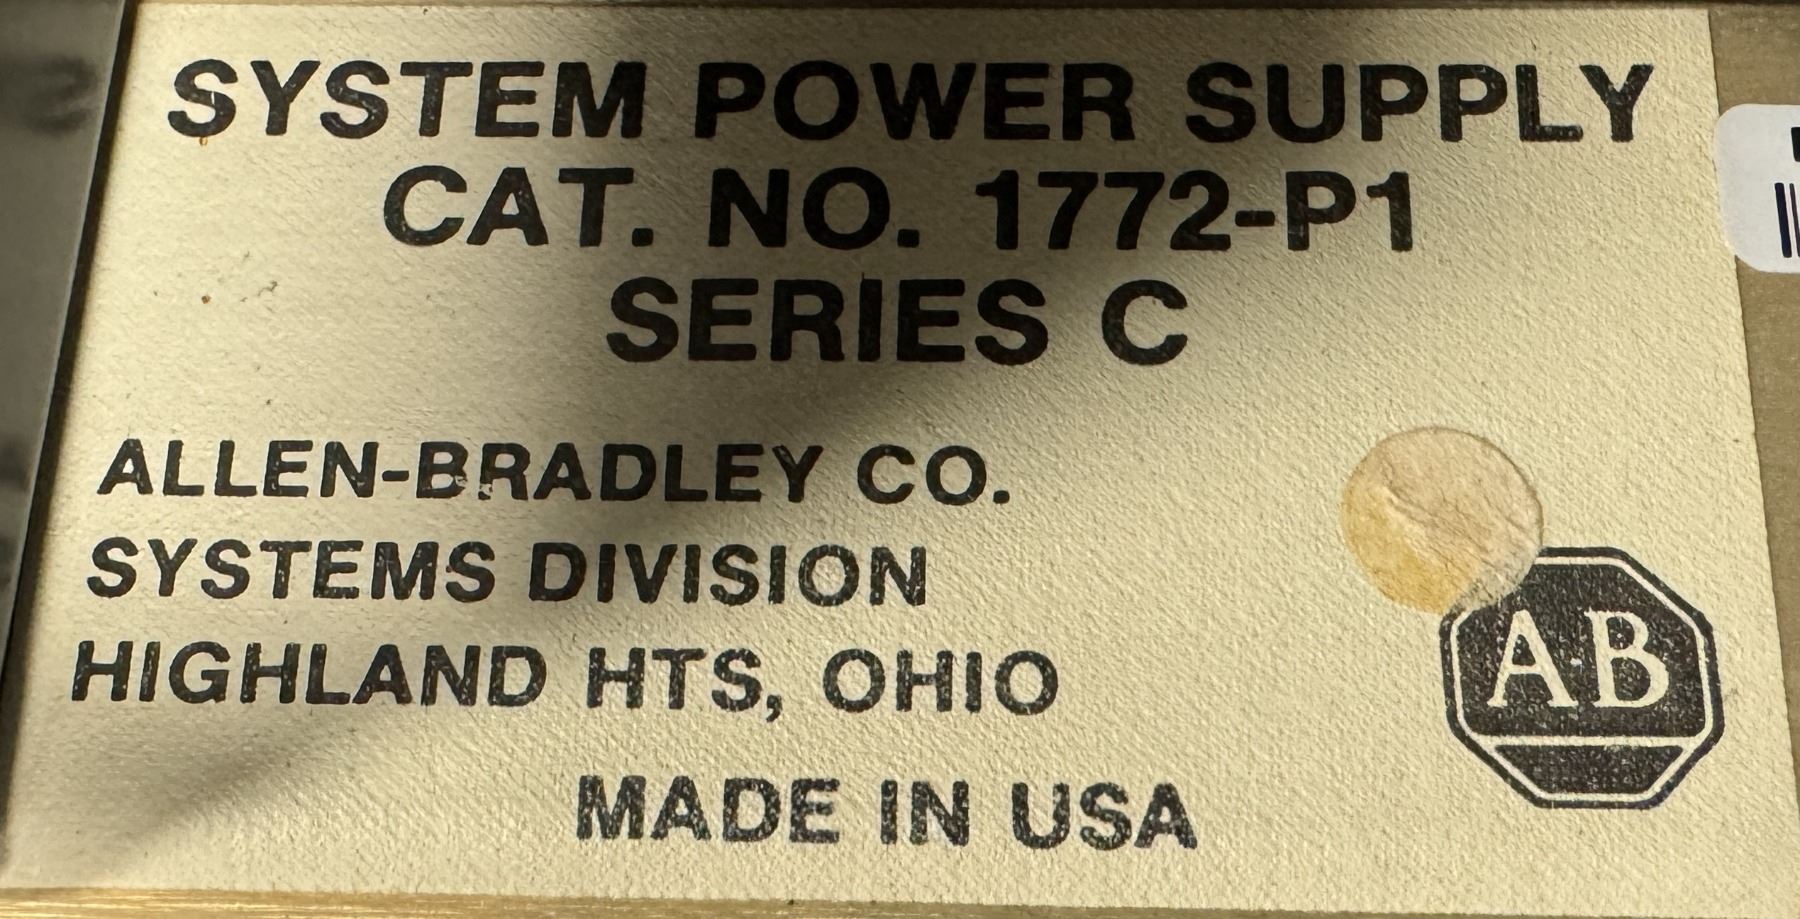 SYSTEM POWER SUPPLY
CAT. NO. 1772-P1
SERIES C
ALLEN-BRADLEY CO.
SYSTEMS DIVISION
HIGHLAND HTS, OHIO
MADE IN USA
A·B